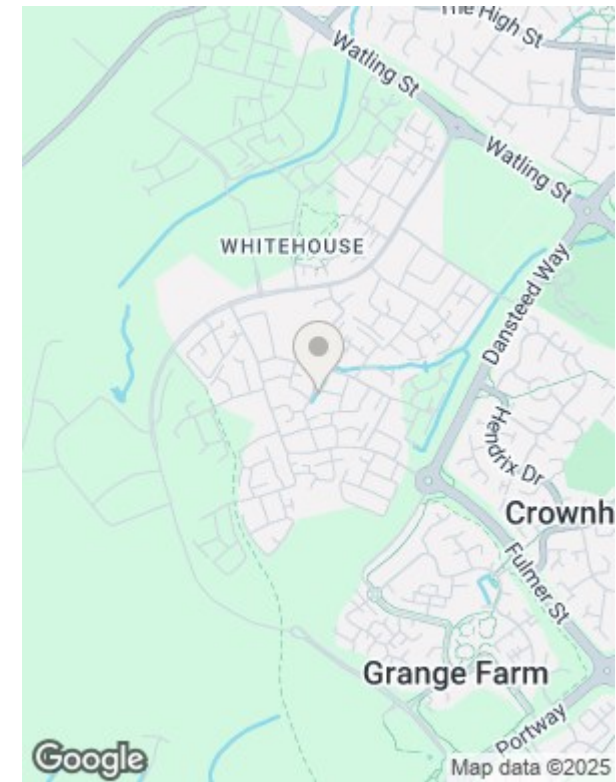 The High St
Watling St
Watling St
WHITEHOUSE
Dansteed Way
Hendrix Dr
Crownh
Fulmer St
Grange Farm
Portway
Google
Map data ©2025